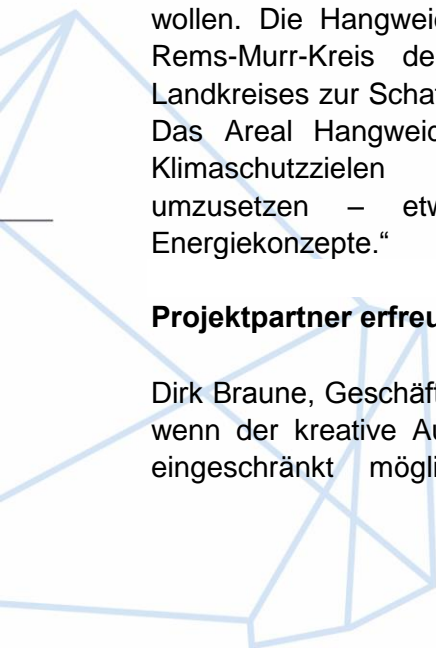 wollen. Die Hangweid
Rems-Murr-Kreis de
Landkreises zur Schaf
Das Areal Hangweid
Klimaschutzzielen
umzusetzen – etw
Energiekonzepte.“
Projektpartner erfreu
Dirk Braune, Geschäft
wenn der kreative Au
eingeschränkt mögli